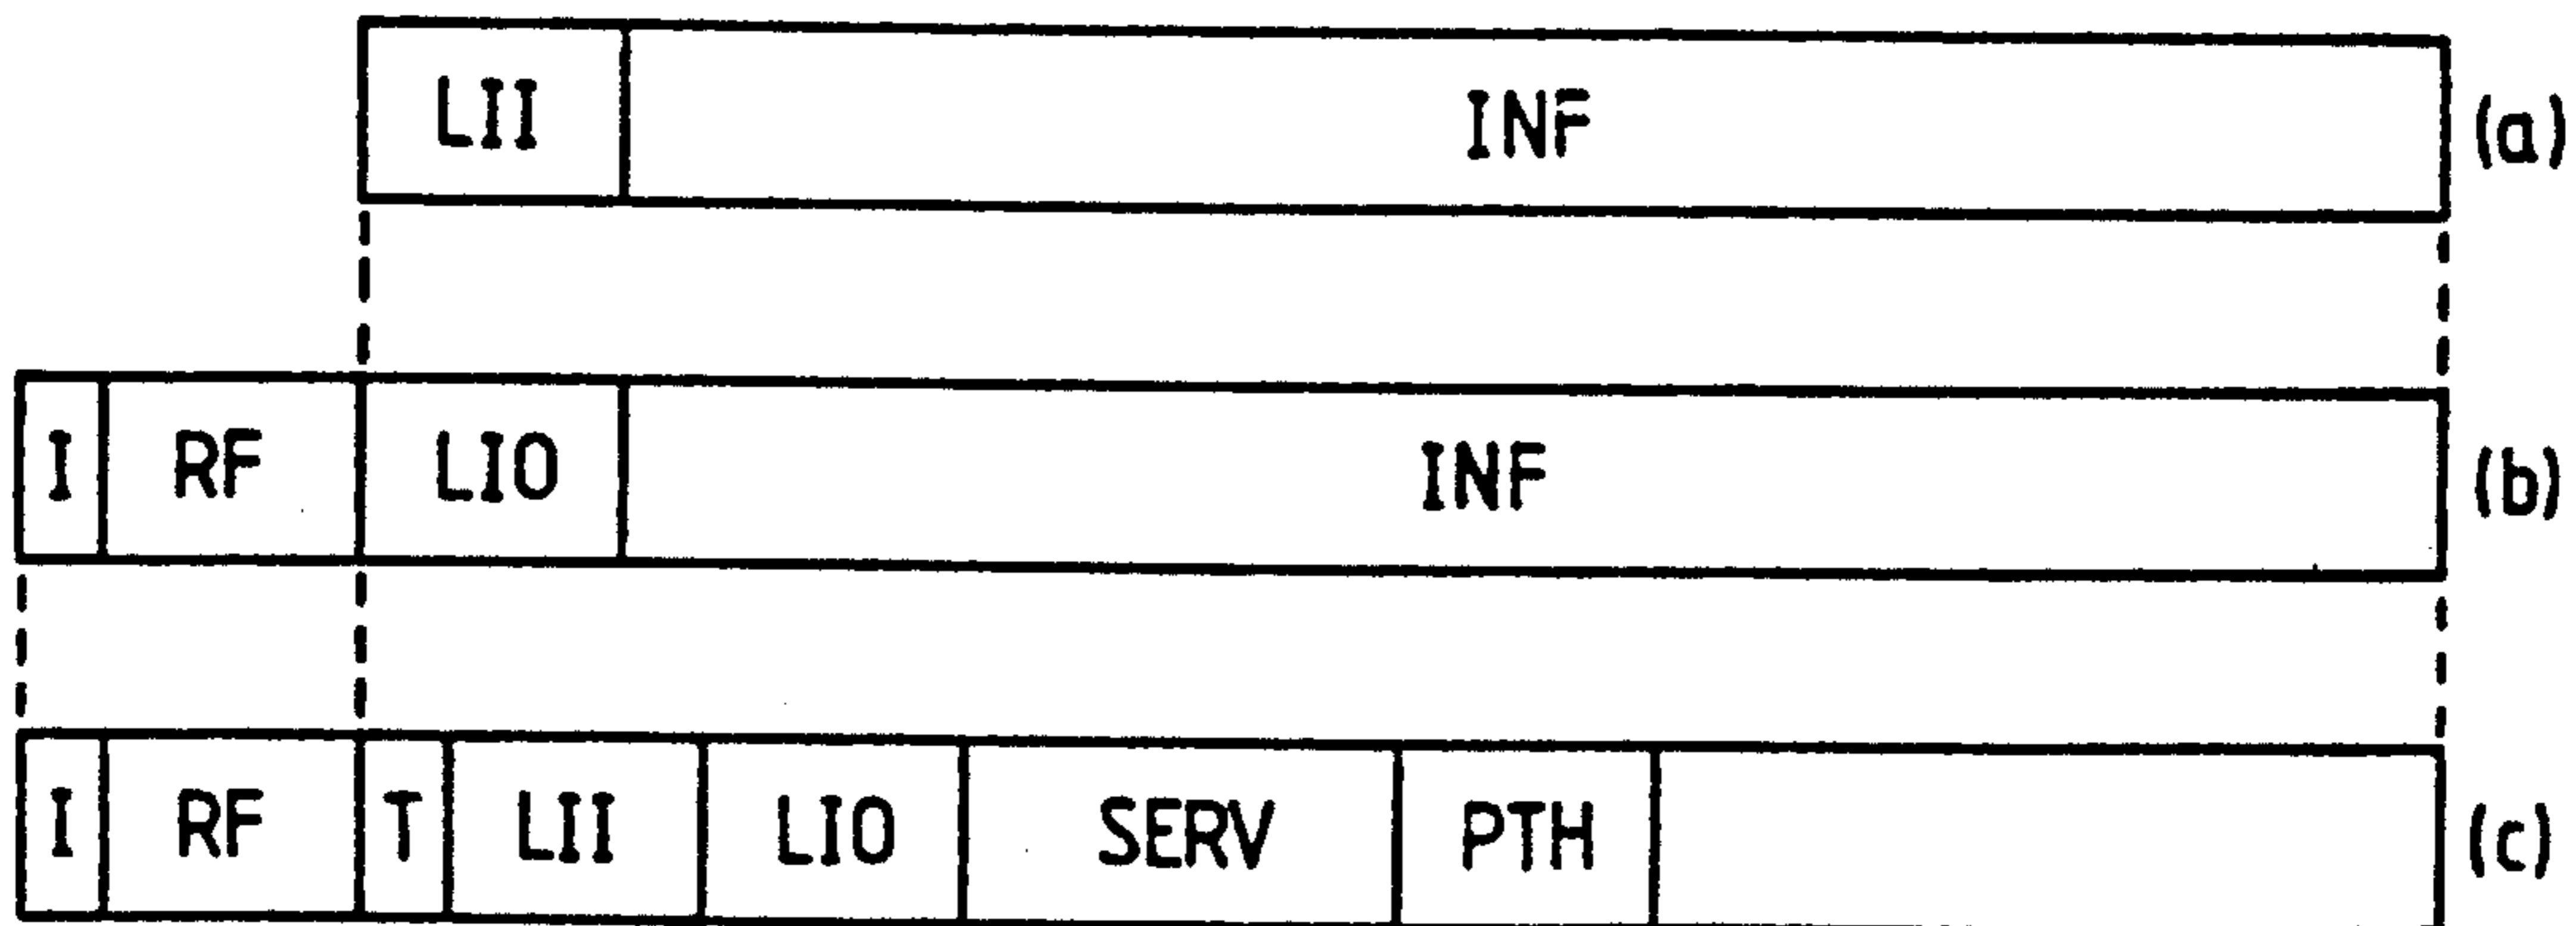 LII INF (a)
I RF LIO INF (b)
I RF T LII LIO SERV PTH (c)